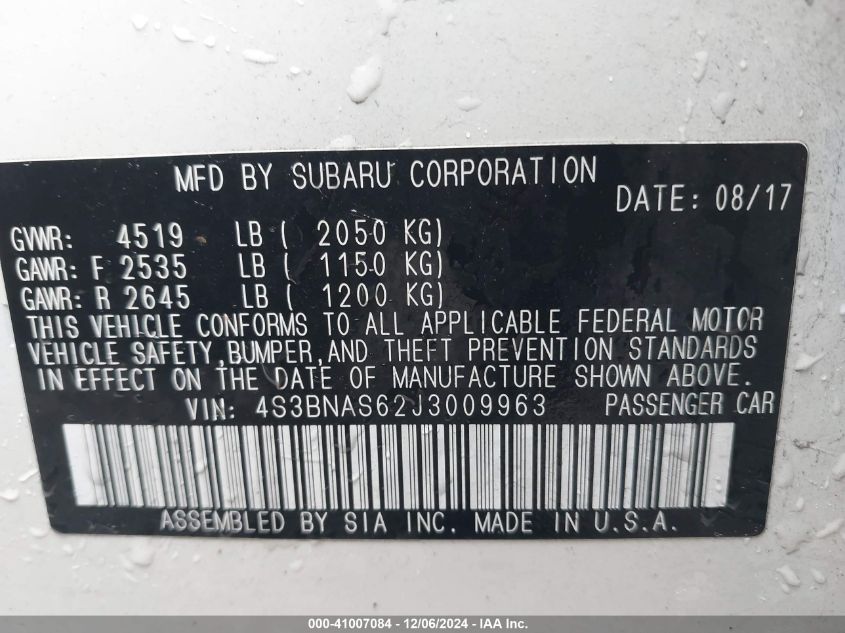 MFD BY SUBARU CORPORATION
DATE: 08/17
GVWR: 4519 LB ( 2050 KG)
GAWR: F 2535 LB ( 1150 KG)
GAWR: R 2645 LB ( 1200 KG)
THIS VEHICLE CONFORMS TO ALL APPLICABLE FEDERAL MOTOR
VEHICLE SAFETY,BUMPER,AND THEFT PREVENTION STANDARDS
IN EFFECT ON THE DATE OF MANUFACTURE SHOWN ABOVE.
VIN: 4S3BNAS62J3009963 PASSENGER CAR
ASSEMBLED BY SIA INC. MADE IN U.S.A.
000-41007084 - 12/06/2024 - IAA Inc.